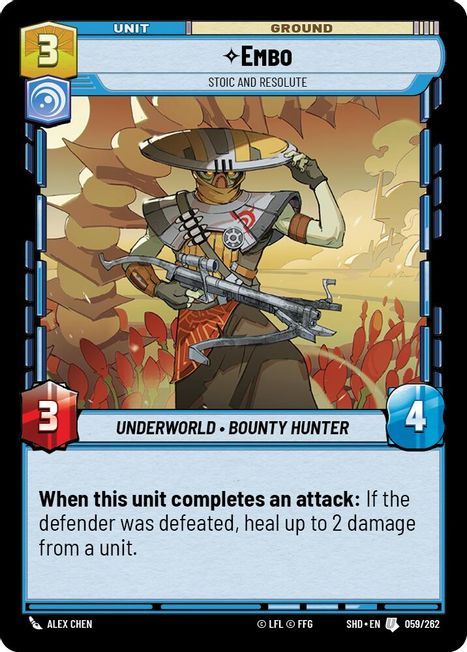 UNIT GROUND
3 ✧EMBO
STOIC AND RESOLUTE
3 4
UNDERWORLD • BOUNTY HUNTER
When this unit completes an attack: If the
defender was defeated, heal up to 2 damage
from a unit.
ALEX CHEN © LFL © FFG SHD • EN U 059/262